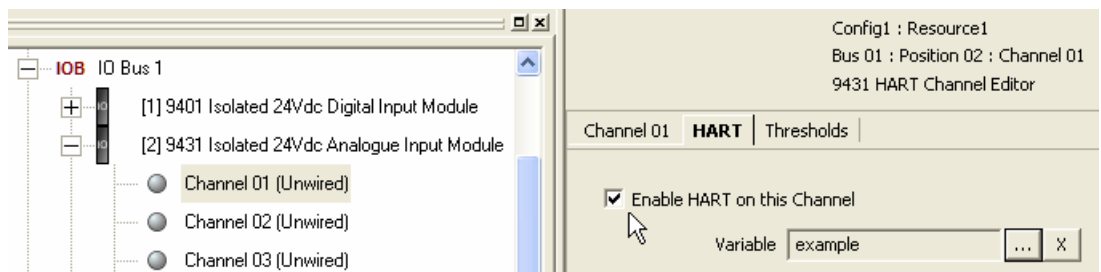 IOB IO Bus 1
[1] 9401 Isolated 24Vdc Digital Input Module
[2] 9431 Isolated 24Vdc Analogue Input Module
Channel 01 (Unwired)
Channel 02 (Unwired)
Channel 03 (Unwired)
Config1 : Resource1
Bus 01 : Position 02 : Channel 01
9431 HART Channel Editor
Channel 01 HART Thresholds
Enable HART on this Channel
Variable example ... X